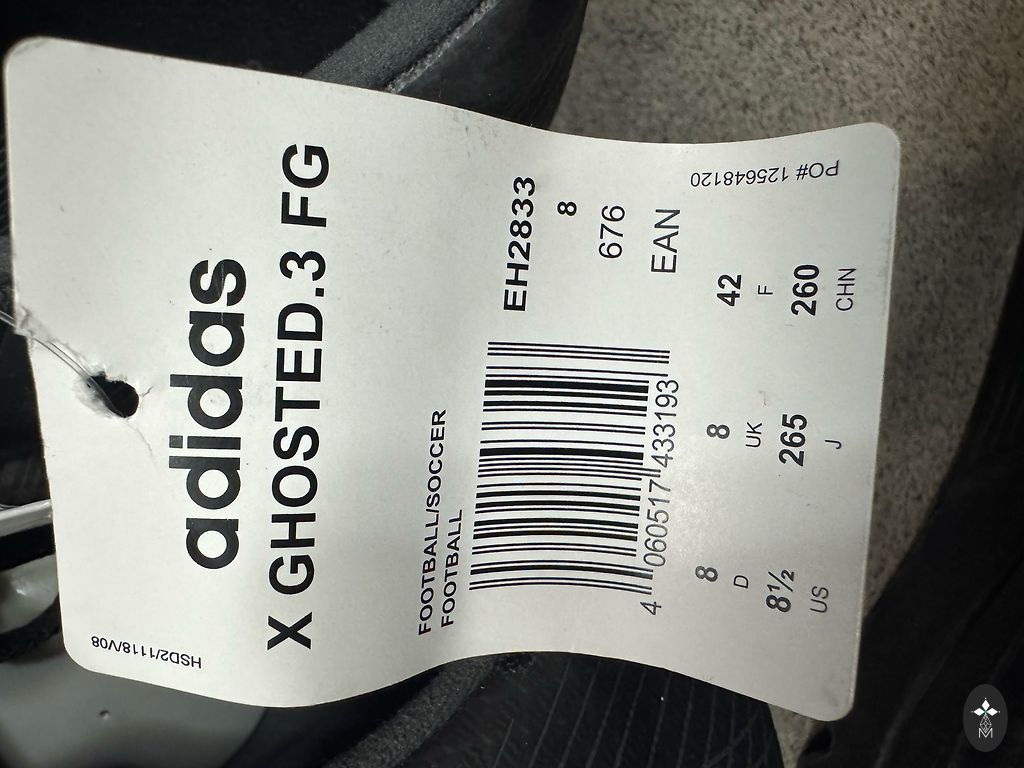 adidas
X GHOSTED.3 FG
HSD2/1118/V08
FOOTBALL/SOCCER
FOOTBALL
EH2833
8
676
EAN
4 060517 433193
PO# 125648120
8 8 42
D UK F
8½ 265 260
US J CHN
M